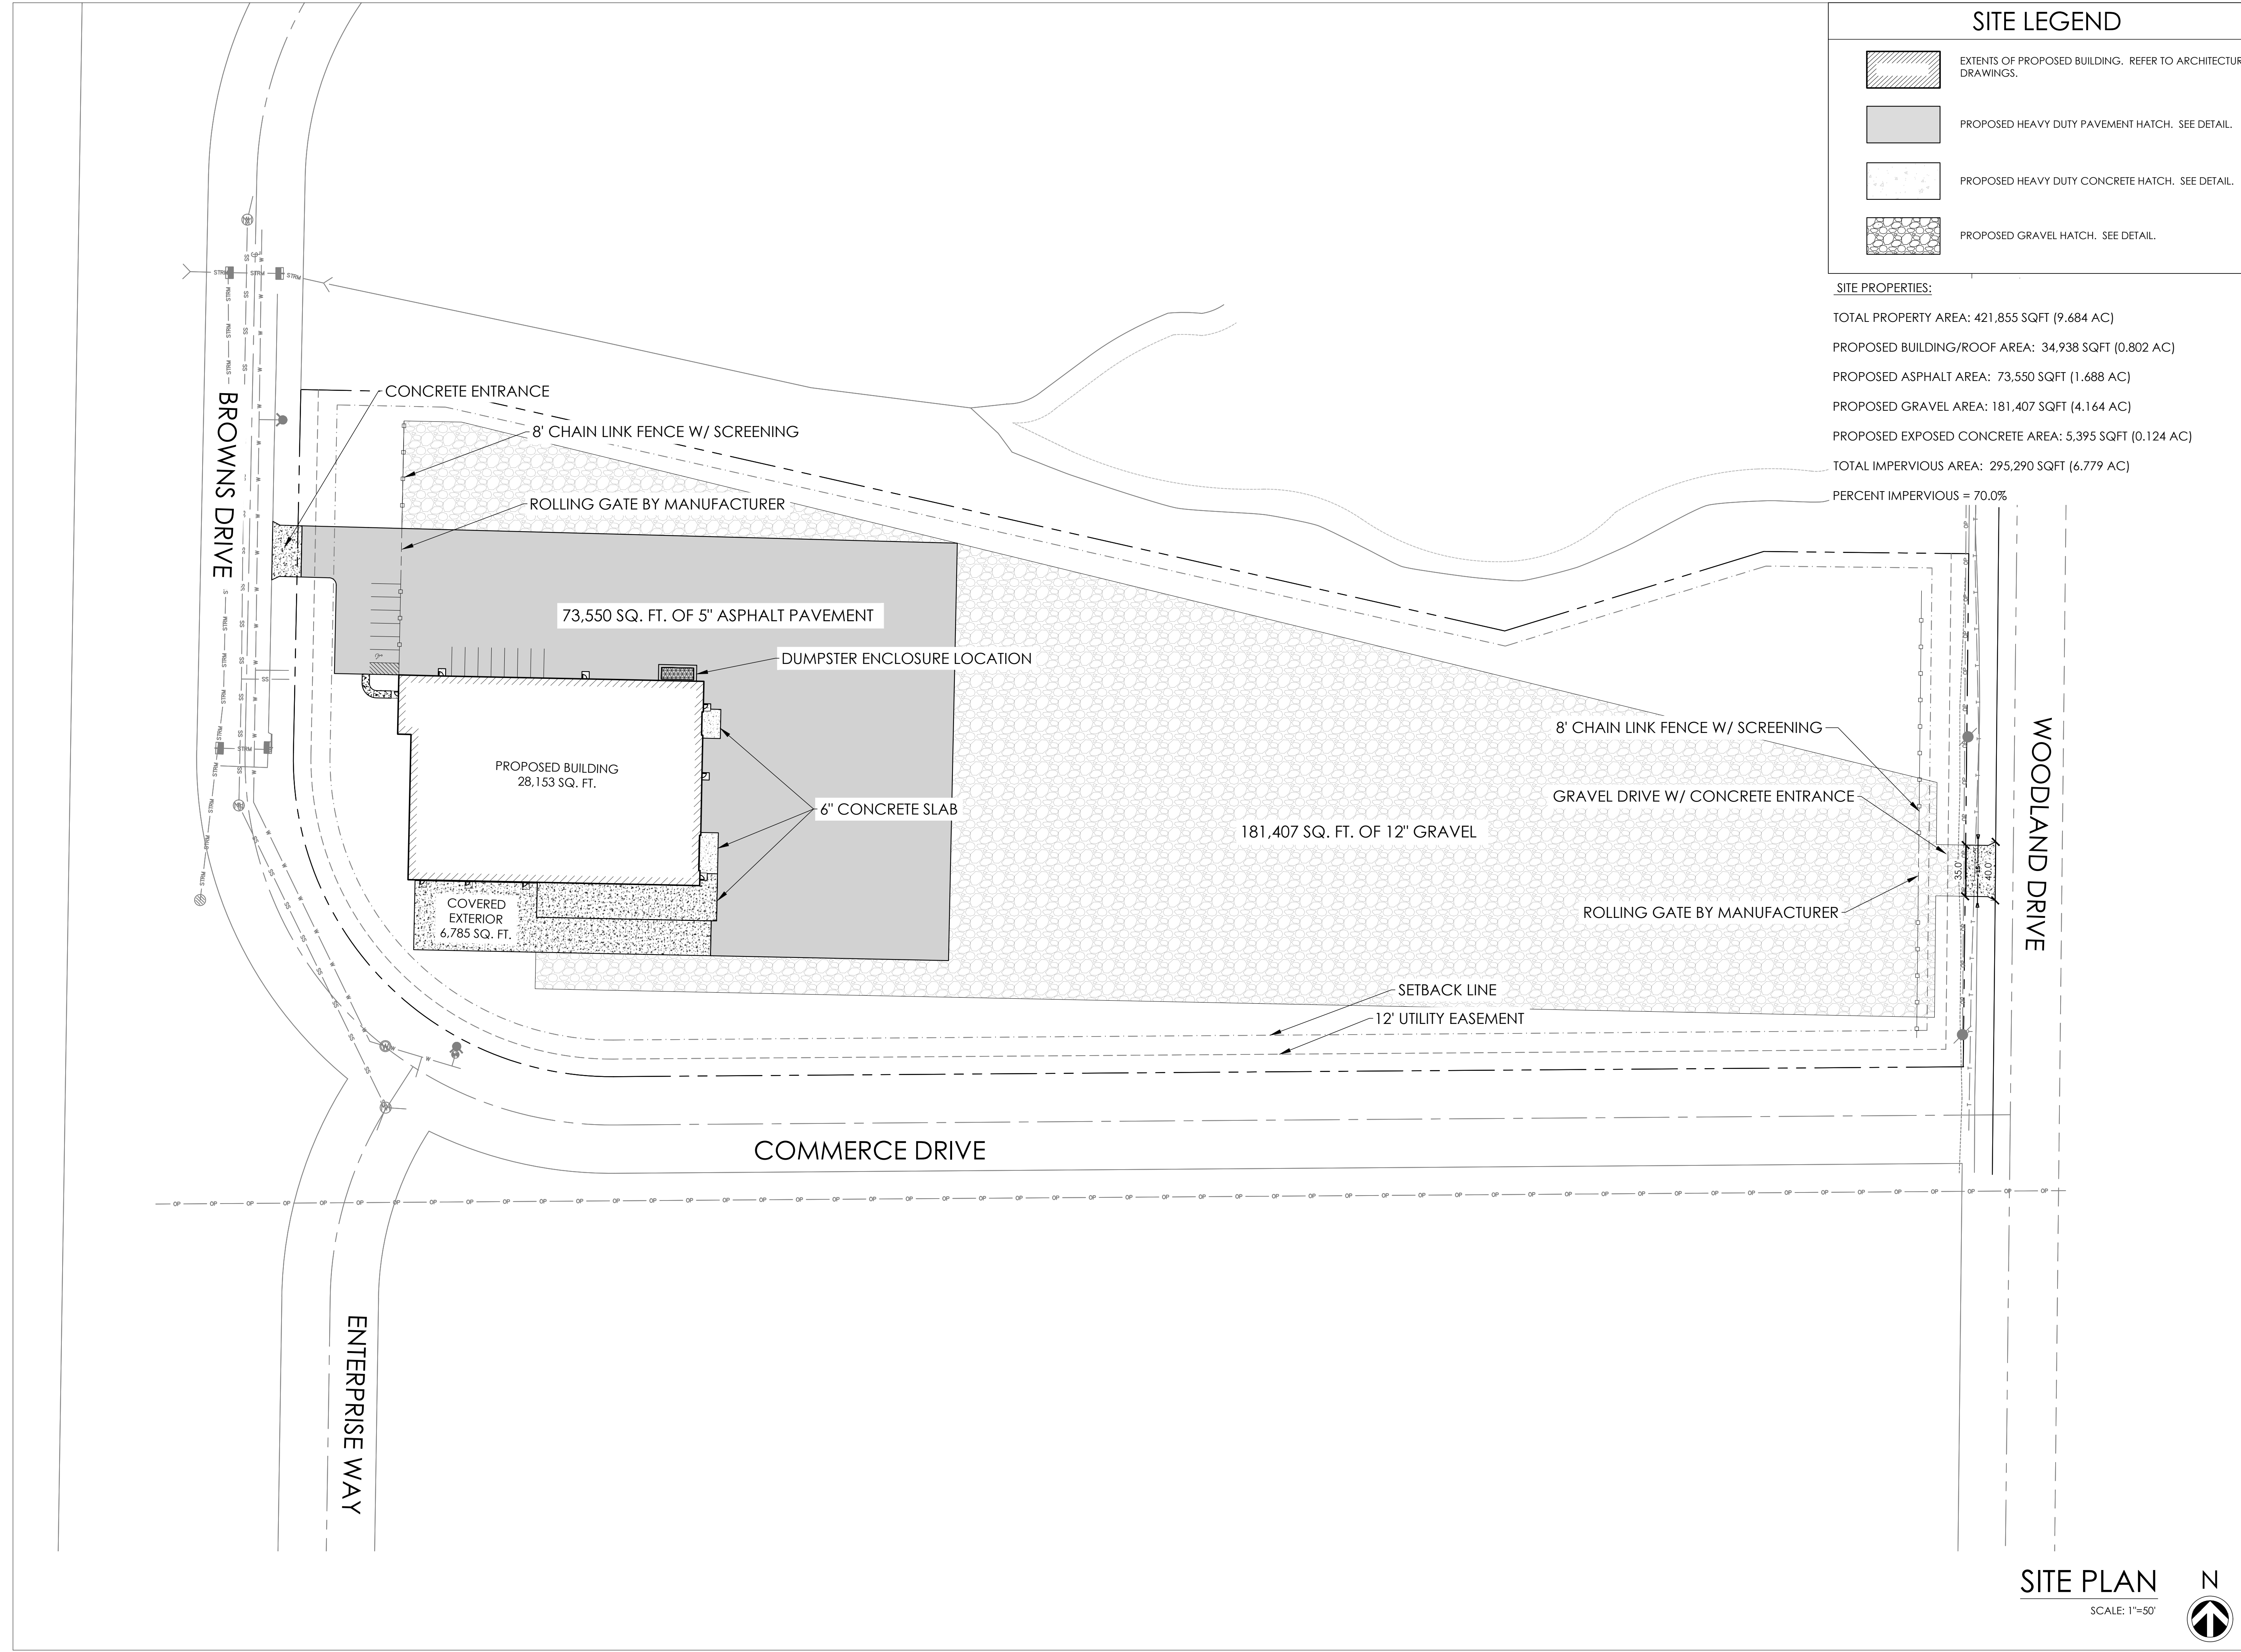 SITE LEGEND
EXTENTS OF PROPOSED BUILDING.  REFER TO ARCHITECTUR
DRAWINGS.
PROPOSED HEAVY DUTY PAVEMENT HATCH.  SEE DETAIL.
PROPOSED HEAVY DUTY CONCRETE HATCH.  SEE DETAIL.
PROPOSED GRAVEL HATCH.  SEE DETAIL.
SITE PROPERTIES:
TOTAL PROPERTY AREA: 421,855 SQFT (9.684 AC)
PROPOSED BUILDING/ROOF AREA:  34,938 SQFT (0.802 AC)
PROPOSED ASPHALT AREA:  73,550 SQFT (1.688 AC)
PROPOSED GRAVEL AREA: 181,407 SQFT (4.164 AC)
PROPOSED EXPOSED CONCRETE AREA: 5,395 SQFT (0.124 AC)
TOTAL IMPERVIOUS AREA:  295,290 SQFT (6.779 AC)
PERCENT IMPERVIOUS = 70.0%
CONCRETE ENTRANCE
8' CHAIN LINK FENCE W/ SCREENING
ROLLING GATE BY MANUFACTURER
BROWNS DRIVE
73,550 SQ. FT. OF 5" ASPHALT PAVEMENT
DUMPSTER ENCLOSURE LOCATION
PROPOSED BUILDING
28,153 SQ. FT.
6" CONCRETE SLAB
COVERED
EXTERIOR
6,785 SQ. FT.
181,407 SQ. FT. OF 12" GRAVEL
8' CHAIN LINK FENCE W/ SCREENING
GRAVEL DRIVE W/ CONCRETE ENTRANCE
35.0'
40.0'
ROLLING GATE BY MANUFACTURER
WOODLAND DRIVE
SETBACK LINE
12' UTILITY EASEMENT
COMMERCE DRIVE
ENTERPRISE WAY
SITE PLAN
SCALE: 1"=50'
N